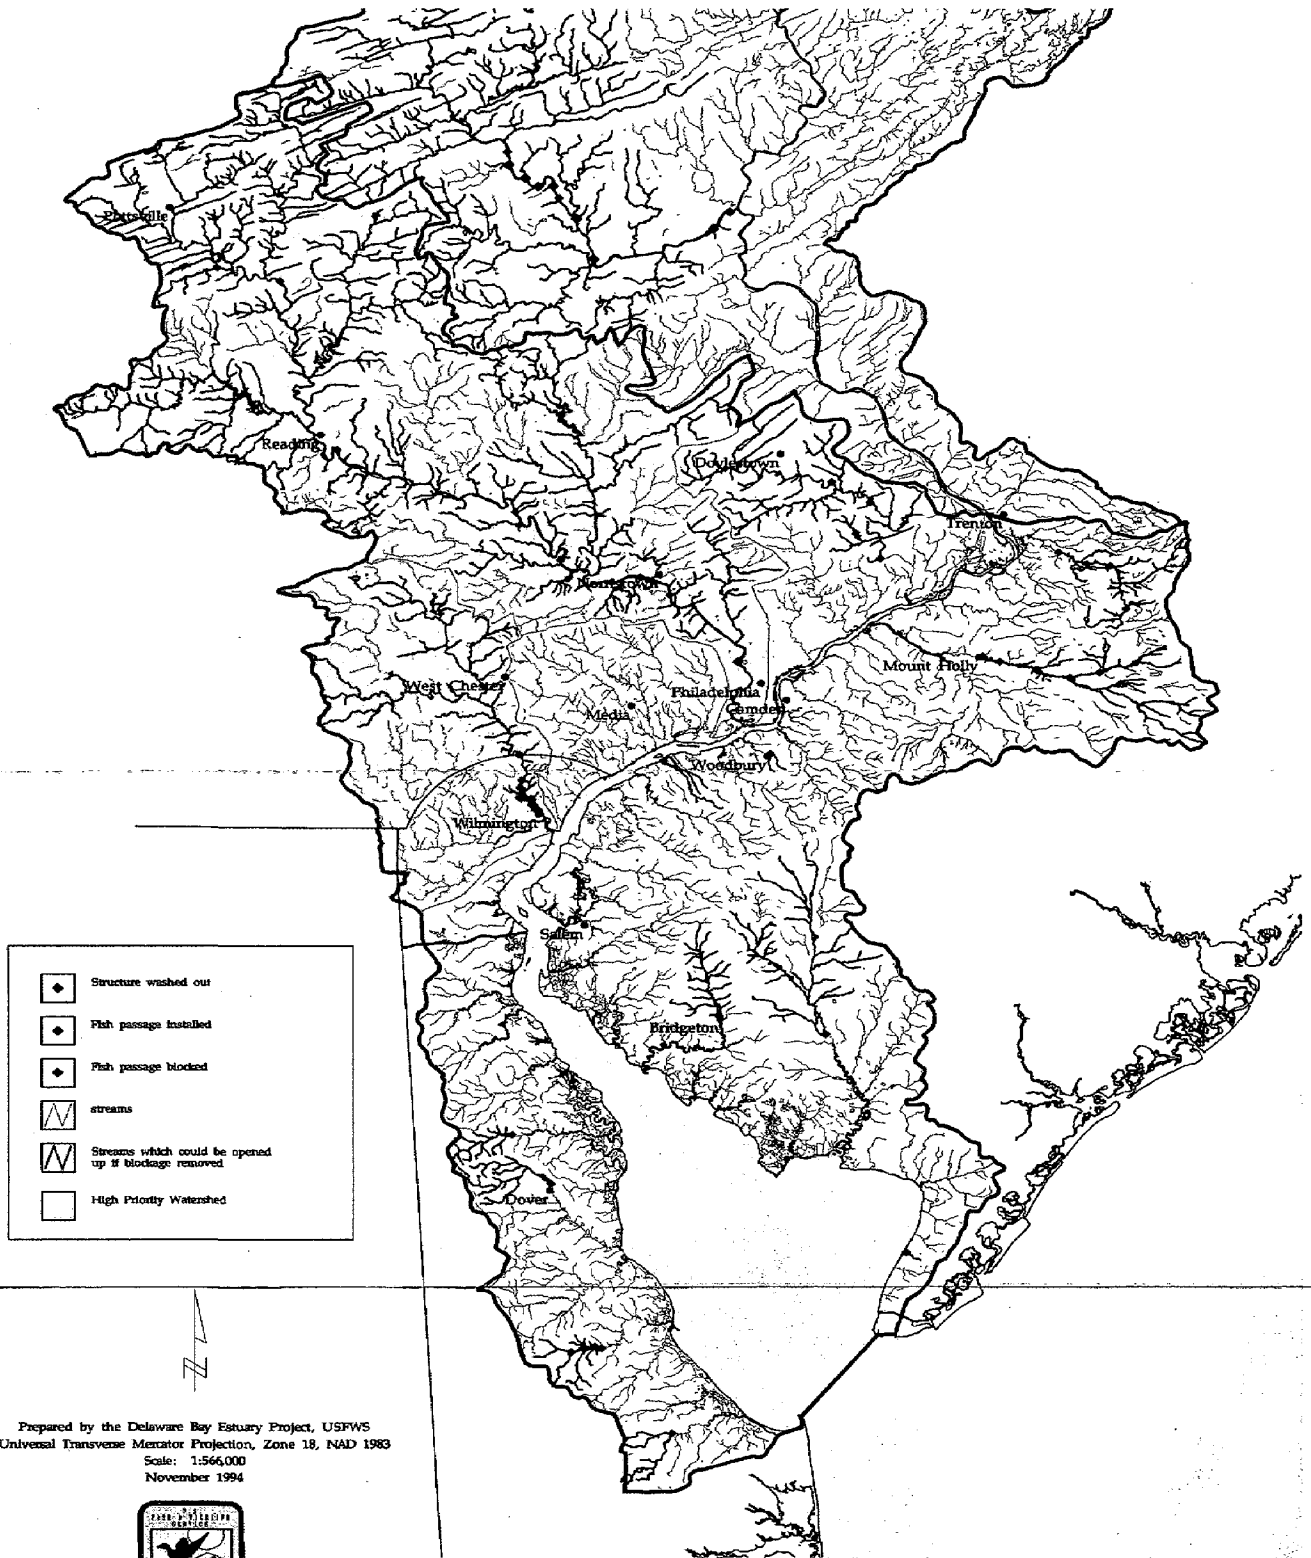 Pottsville
Reading
Doylestown
Trenton
Norristown
Mount Holly
West Chester
Philadelphia
Camden
Media
Woodbury
Wilmington
Salem
Bridgeton
Dover
Structure washed out
Fish passage installed
Fish passage blocked
streams
Streams which could be opened
up if blockage removed
High Priority Watershed
N
Prepared by the Delaware Bay Estuary Project, USFWS
Universal Transverse Mercator Projection, Zone 18, NAD 1983
Scale: 1:566,000
November 1994
U.S.
FISH & WILDLIFE
SERVICE